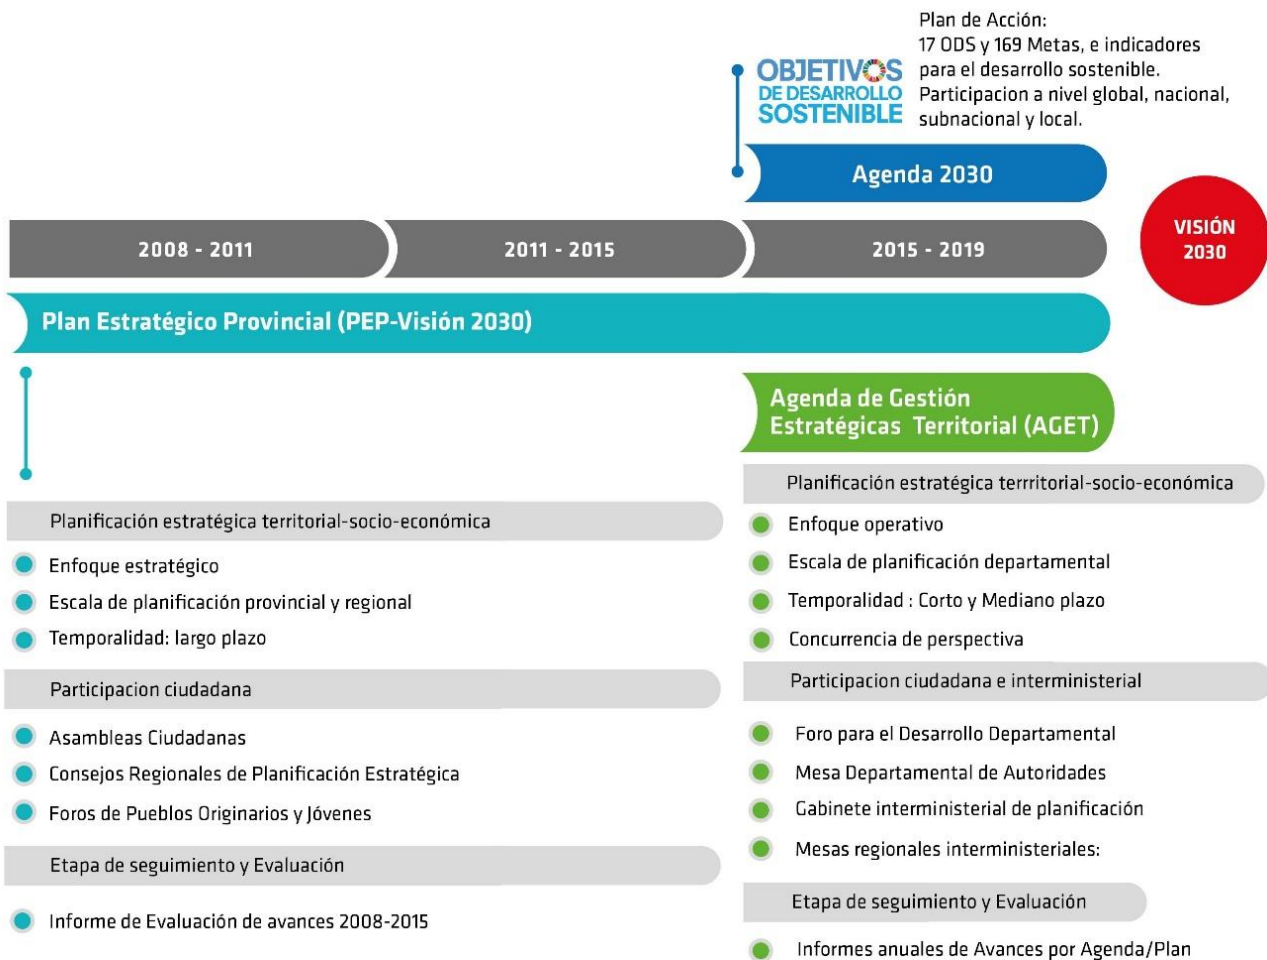 Plan de Acción:
17 ODS y 169 Metas, e indicadores
para el desarrollo sostenible.
Participacion a nivel global, nacional,
subnacional y local.
OBJETIVOS
DE DESARROLLO
SOSTENIBLE
Agenda 2030
VISIÓN
2030
2008 - 2011
2011 - 2015
2015 - 2019
Plan Estratégico Provincial (PEP-Visión 2030)
Agenda de Gestión
Estratégicas Territorial (AGET)
Planificación estratégica territorial-socio-económica
Enfoque estratégico
Escala de planificación provincial y regional
Temporalidad: largo plazo
Participacion ciudadana
Asambleas Ciudadanas
Consejos Regionales de Planificación Estratégica
Foros de Pueblos Originarios y Jóvenes
Etapa de seguimiento y Evaluación
Informe de Evaluación de avances 2008-2015
Planificación estratégica terrritorial-socio-económica
Enfoque operativo
Escala de planificación departamental
Temporalidad : Corto y Mediano plazo
Concurrencia de perspectiva
Participacion ciudadana e interministerial
Foro para el Desarrollo Departamental
Mesa Departamental de Autoridades
Gabinete interministerial de planificación
Mesas regionales interministeriales:
Etapa de seguimiento y Evaluación
Informes anuales de Avances por Agenda/Plan